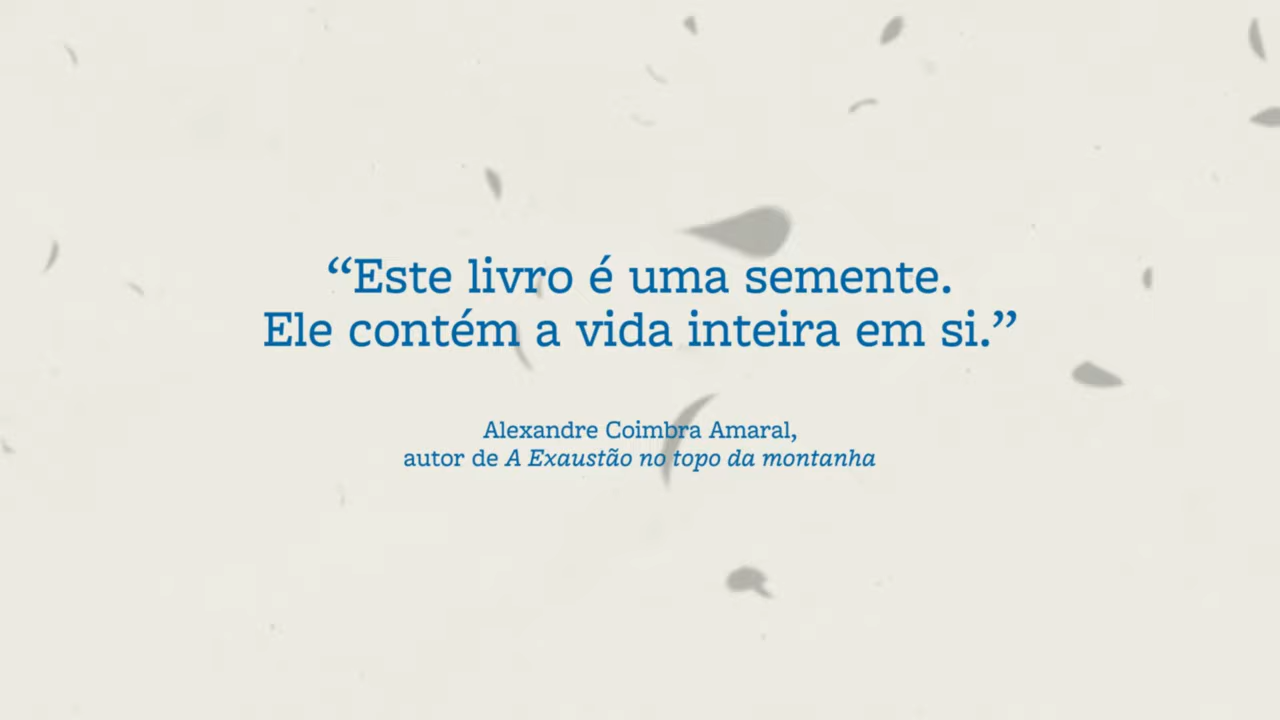 “Este livro é uma semente.
Ele contém a vida inteira em si.”
Alexandre Coimbra Amaral,
autor de A Exaustão no topo da montanha